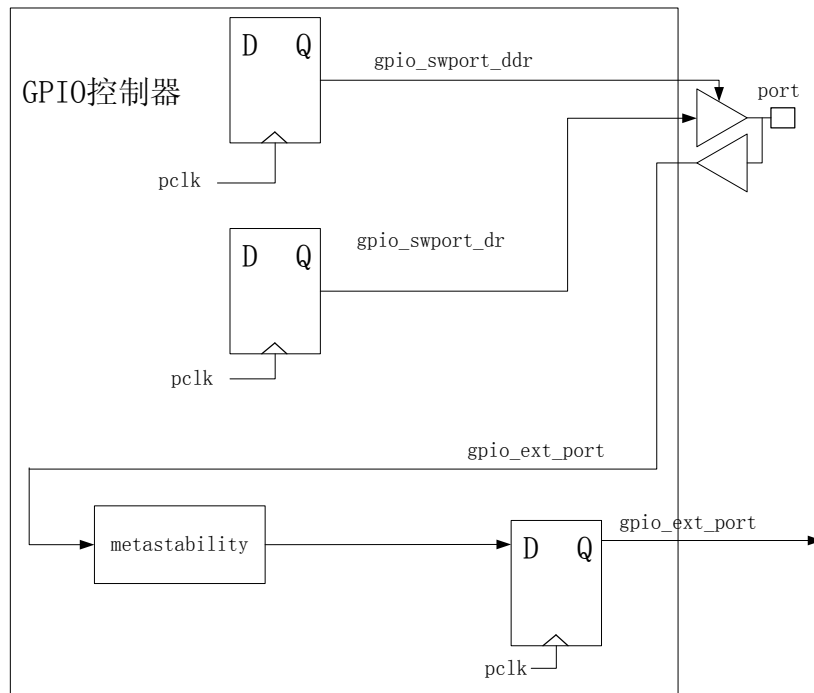 D Q
gpio_swport_ddr
GPIO控制器
port
pclk
D Q
gpio_swport_dr
pclk
gpio_ext_port
metastability
D Q
gpio_ext_port
pclk